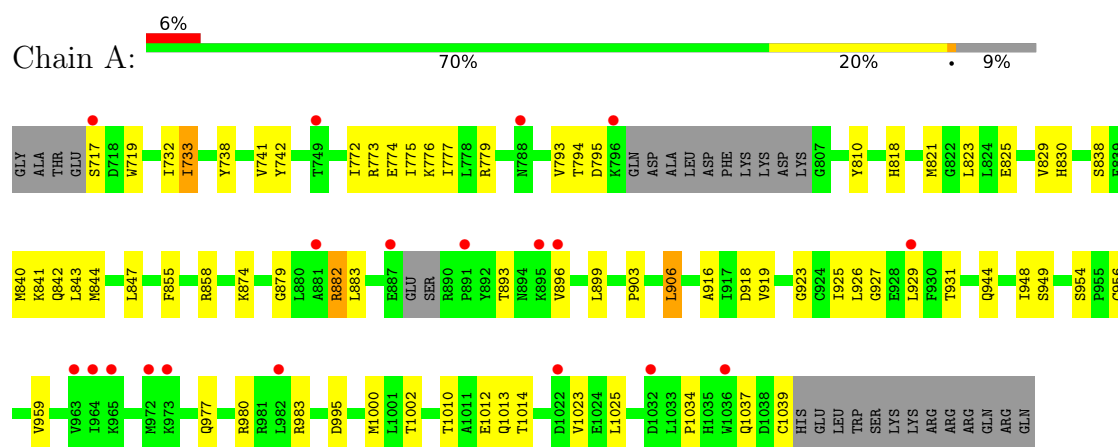 6%
Chain A:
70% 20% • 9%
GLY ALA THR GLU S717 D718 W719 I732 I733 Y738 V741 Y742 T749 I772 R773 E774 I775 K776 I777 L778 R779 N788 V793 T794 D795 K796 GLN ASP ALA LEU ASP PHE LYS LYS ASP LYS G807 Y810 H818 M821 G822 L823 L824 E825 V829 H830 S838 E839
M840 K841 Q842 L843 M844 L847 F855 R858 K874 G879 L880 A881 R882 L883 E887 GLU SER R890 P891 Y892 T893 N894 K895 V896 L899 P903 L906 A916 I917 D918 V919 G923 C924 I925 L926 G927 E928 L929 F930 T931 Q944 I948 S949 S954 P955 G956
V959 V963 I964 K965 M972 K973 Q977 R980 R981 L982 R983 D995 M1000 L1001 T1002 T1010 A1011 E1012 Q1013 T1014 D1022 V1023 E1024 L1025 D1032 L1033 P1034 H1035 W1036 Q1037 D1038 C1039 HIS GLU LEU TRP SER LYS LYS ARG ARG ARG GLN GLN